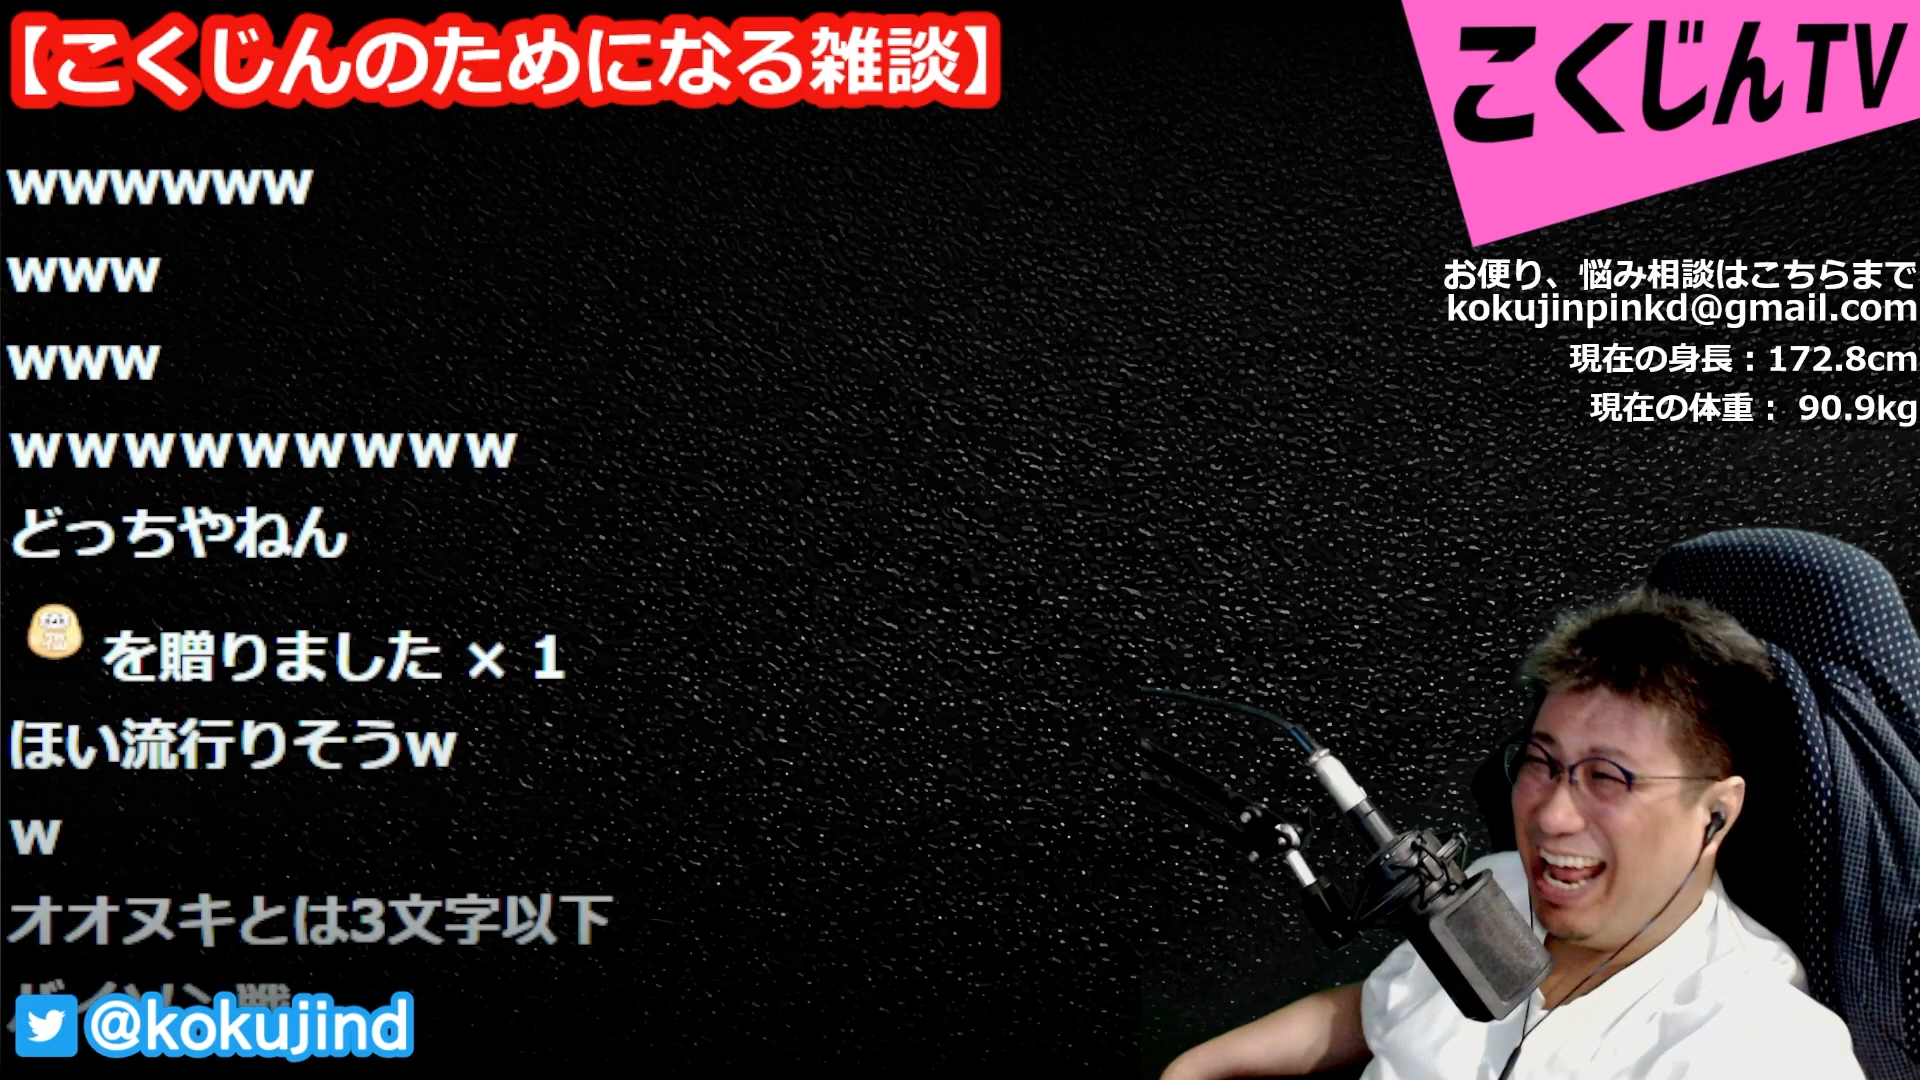 【こくじんのためになる雑談】
こくじんTV
お便り、悩み相談はこちらまで
kokujinpinkd@gmail.com
現在の身長：172.8cm
現在の体重： 90.9kg
wwwwww
www
www
ｗｗｗｗｗｗｗｗｗ
どっちやねん
を贈りました × 1
ほい流行りそうw
w
オオヌキとは3文字以下
@kokujind